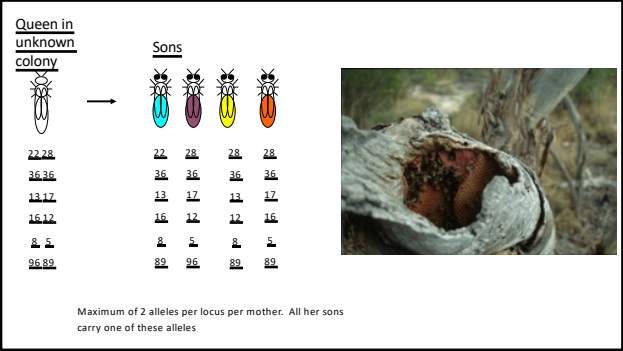 Queen in
unknown
colony
Sons
22 28 22 28 28 28
36 36 36 36 36 36
13 17 13 17 13 17
16 12 16 12 12 16
8 5 8 5 8 5
96 89 89 96 89 89
Maximum of 2 alleles per locus per mother. All her sons
carry one of these alleles